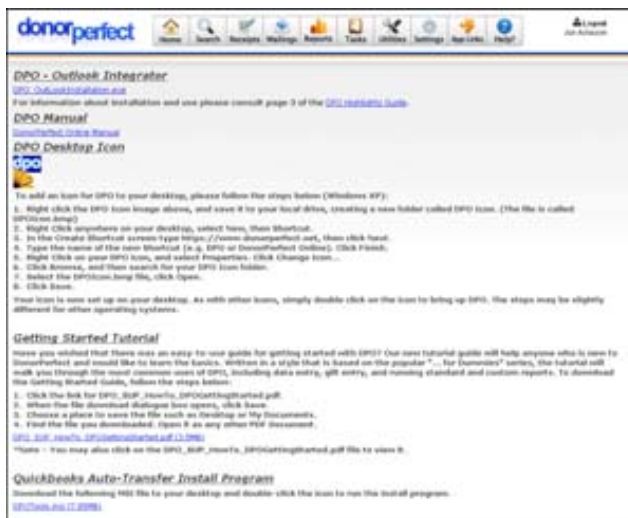 donorperfect
Home Search Receipts Mailings Reports Tasks Utilities Settings App Links Help?
Logout
DPO - Outlook Integrator
DPO_OutLookInstallation.exe
For information about installation and use please consult page 3 of the DPO Highlights Guide.
DPO Manual
DonorPerfect Online Manual
DPO Desktop Icon
dpo
To add an icon for DPO to your desktop, please follow the steps below (Windows XP):
1. Right click the DPO Icon image above, and save it to your local drive, creating a new folder called DPO Icon. (The file is called
DPOIcon.bmp)
2. Right Click anywhere on your desktop, select New, then Shortcut.
3. In the Create Shortcut screen type https://www.donorperfect.net, then click Next.
4. Type the name of the new Shortcut (e.g. DPO or DonorPerfect Online). Click Finish.
5. Right Click on your DPO Icon, and select Properties. Click Change Icon...
6. Click Browse, and then search for your DPO Icon folder.
7. Select the DPOIcon.bmp file, click Open.
8. Click Save.
Your icon is now set up on your desktop. As with other icons, simply double click on the icon to bring up DPO. The steps may be slightly
different for other operating systems.
Getting Started Tutorial
Have you wished that there was an easy to use guide for getting started with DPO? Our new tutorial guide will help anyone who is new to
DonorPerfect and would like to learn the basics. Written in a style that is based on the popular "... for Dummies" series, the tutorial will
walk you through the most common uses of DPO, including data entry, gift entry, and running standard and custom reports. To download
the Getting Started Guide, follow the steps below:
1. Click the link for DPO_SUP_HowTo_DPOGettingStarted.pdf.
2. When the file download dialogue box opens, click Save.
3. Choose a place to save the file such as Desktop or My Documents.
4. Find the file you downloaded. Open it as any other PDF Document.
DPO_SUP_HowTo_DPOGettingStarted.pdf (3.9MB)
*Note - You may also click on the DPO_SUP_HowTo_DPOGettingStarted.pdf file to view it.
Quickbooks Auto-Transfer Install Program
Download the following MSI file to your desktop and double-click the icon to run the install program.
DPOTools.msi